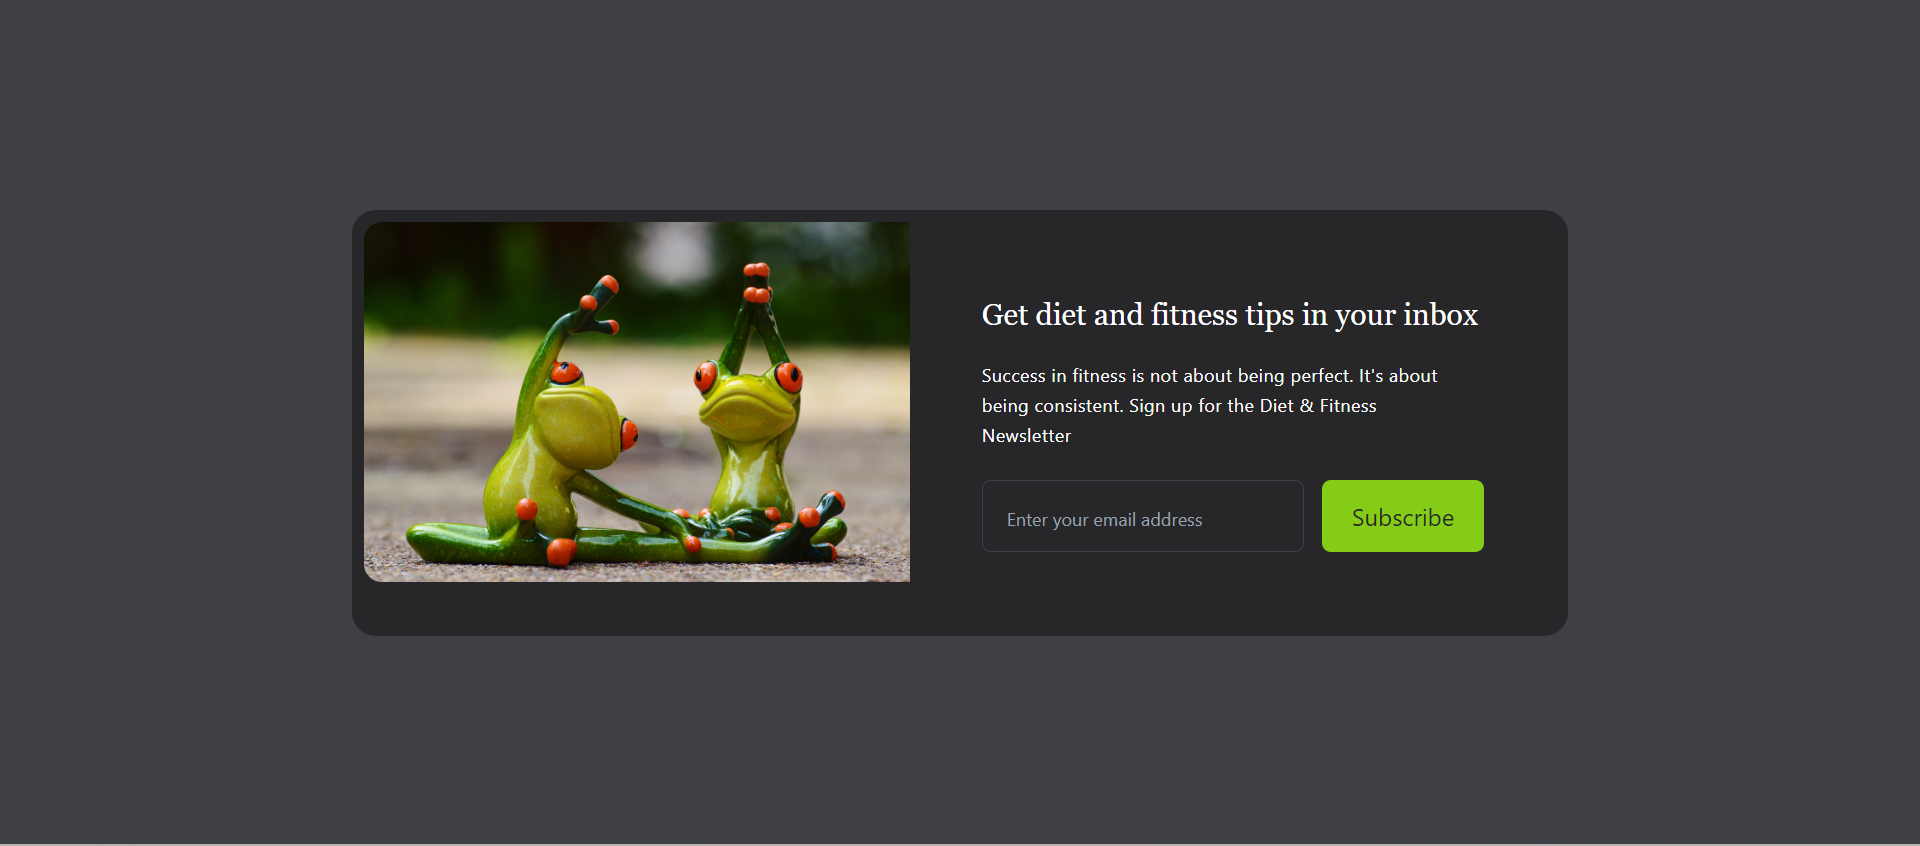 Get diet and fitness tips in your inbox
Success in fitness is not about being perfect. It's about
being consistent. Sign up for the Diet & Fitness
Newsletter
Enter your email address
Subscribe